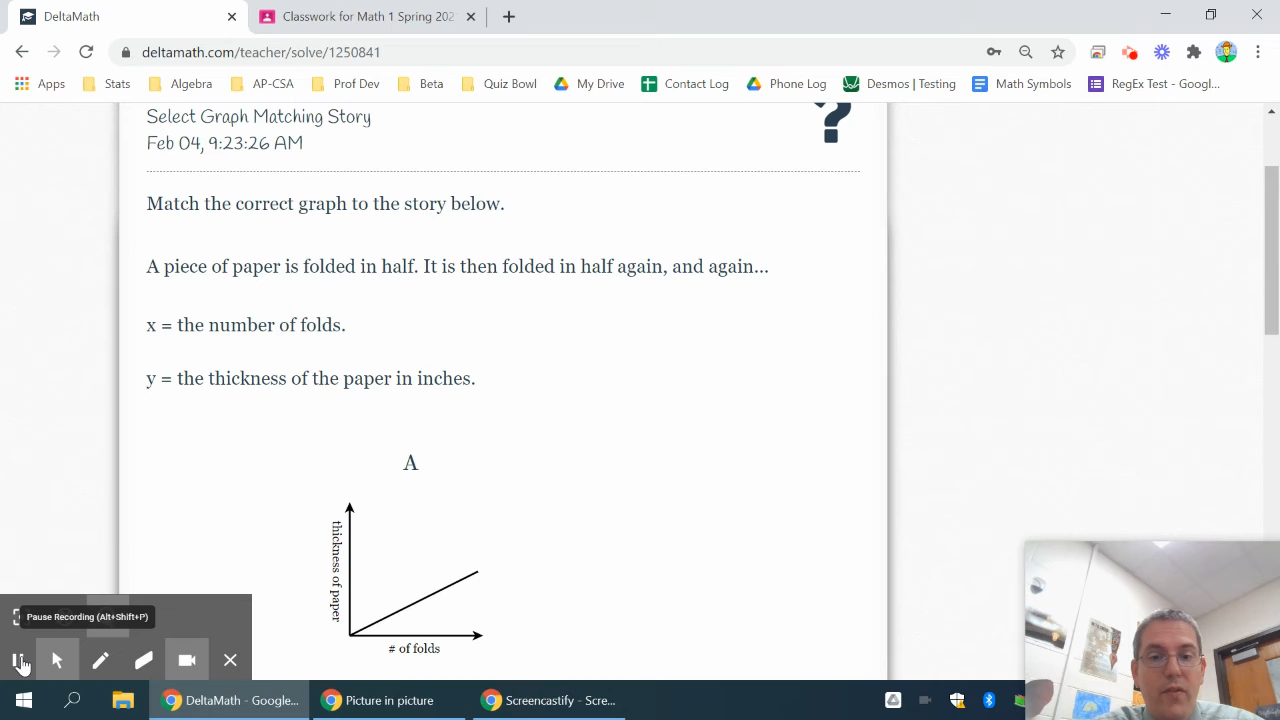 DeltaMath
Classwork for Math 1 Spring 202
deltamath.com/teacher/solve/1250841
Apps
Stats
Algebra
AP-CSA
Prof Dev
Beta
Quiz Bowl
My Drive
Contact Log
Phone Log
Desmos | Testing
Math Symbols
RegEx Test - Googl...
Select Graph Matching Story
Feb 04, 9:23:26 AM
?
Match the correct graph to the story below.
A piece of paper is folded in half. It is then folded in half again, and again...
x = the number of folds.
y = the thickness of the paper in inches.
A
thickness of paper
# of folds
Pause Recording (Alt+Shift+P)
DeltaMath - Google...
Picture in picture
Screencastify - Scre...